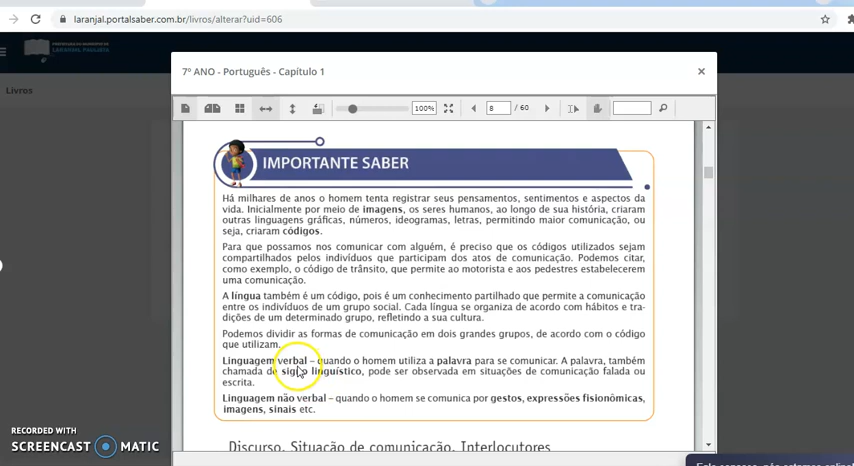 laranjal.portalsaber.com.br/livros/alterar?uid=606
LARANJAL PAULISTA
Livros
7º ANO - Português - Capítulo 1
100%
8 / 60
IMPORTANTE SABER
Há milhares de anos o homem tenta registrar seus pensamentos, sentimentos e aspectos da
vida. Inicialmente por meio de imagens, os seres humanos, ao longo de sua história, criaram
outras linguagens gráficas, números, ideogramas, letras, permitindo maior comunicação, ou
seja, criaram códigos.
Para que possamos nos comunicar com alguém, é preciso que os códigos utilizados sejam
compartilhados pelos indivíduos que participam dos atos de comunicação. Podemos citar,
como exemplo, o código de trânsito, que permite ao motorista e aos pedestres estabelecerem
uma comunicação.
A língua também é um código, pois é um conhecimento partilhado que permite a comunicação
entre os indivíduos de um grupo social. Cada língua se organiza de acordo com hábitos e tra-
dições de um determinado grupo, refletindo a sua cultura.
Podemos dividir as formas de comunicação em dois grandes grupos, de acordo com o código
que utilizam.
Linguagem verbal – quando o homem utiliza a palavra para se comunicar. A palavra, também
chamada de signo linguístico, pode ser observada em situações de comunicação falada ou
escrita.
Linguagem não verbal – quando o homem se comunica por gestos, expressões fisionômicas,
imagens, sinais etc.
Discurso, Situação de comunicação, Interlocutores
RECORDED WITH
SCREENCAST MATIC